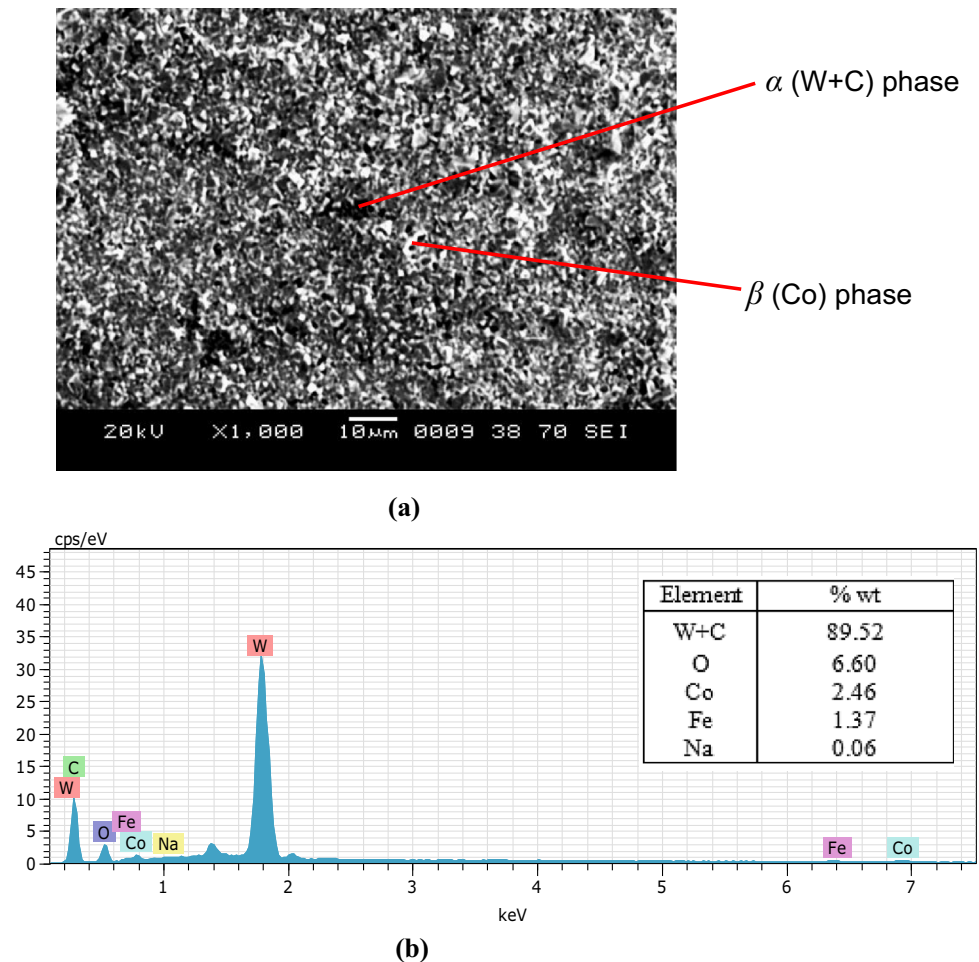 α (W+C) phase
β (Co) phase
20kV X1,000 10μm 0009 38 70 SEI
(a)
cps/eV
45
40
35
30
25
20
15
10
5
0
W
C
W
O
Fe
Co
Na
Fe
Co
Element % wt
W+C 89.52
O 6.60
Co 2.46
Fe 1.37
Na 0.06
1 2 3 4 5 6 7
keV
(b)